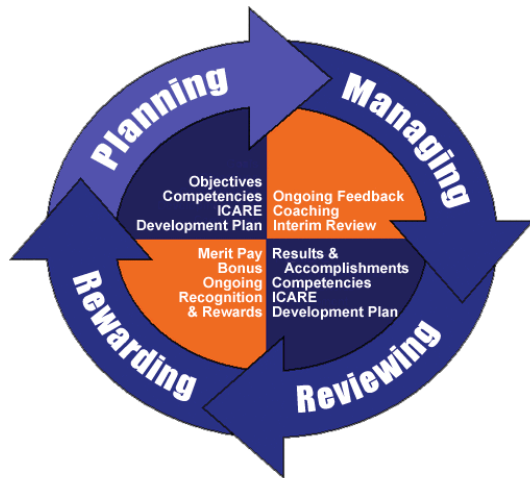 Planning
Managing
Objectives
Competencies
ICARE
Development Plan
Ongoing Feedback
Coaching
Interim Review
Merit Pay
Bonus
Ongoing
Recognition
& Rewards
Results &
Accomplishments
Competencies
ICARE
Development Plan
Rewarding
Reviewing